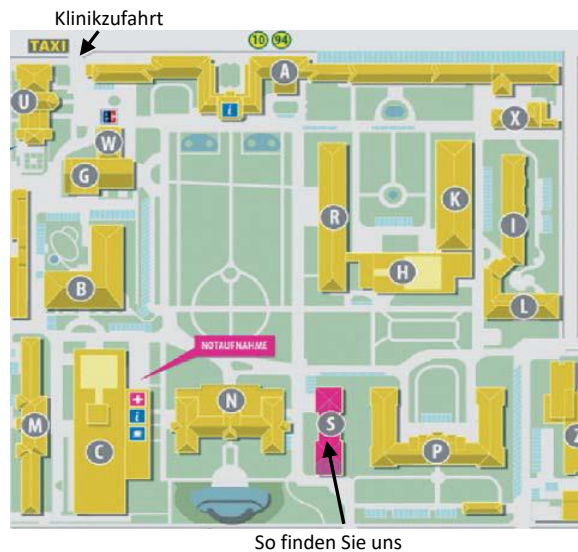 Klinikzufahrt
TAXI
10 94
A
U
i
X
W
G
R
K
I
B
H
L
NOTAUFNAHME
N
S
M
C
i
P
Z
So finden Sie uns